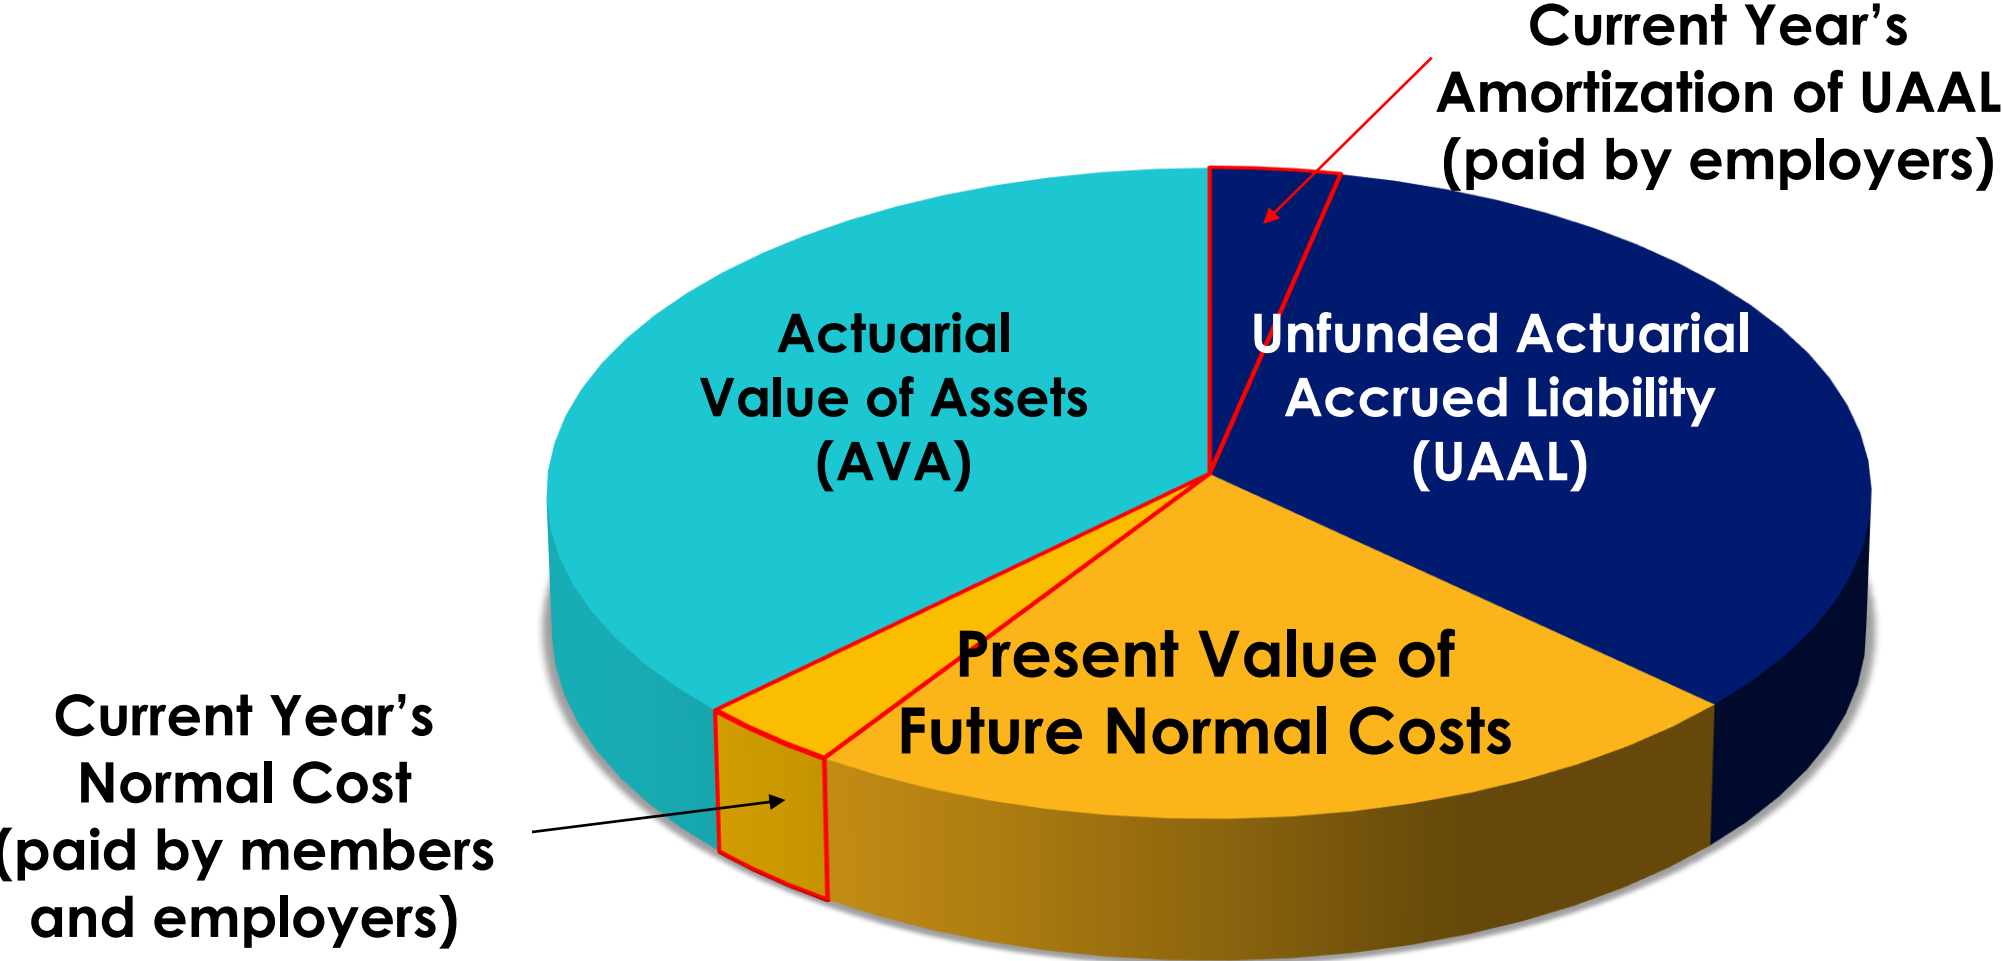 Current Year’s
Amortization of UAAL
(paid by employers)
Actuarial
Value of Assets
(AVA)
Unfunded Actuarial
Accrued Liability
(UAAL)
Present Value of
Future Normal Costs
Current Year’s
Normal Cost
(paid by members
and employers)